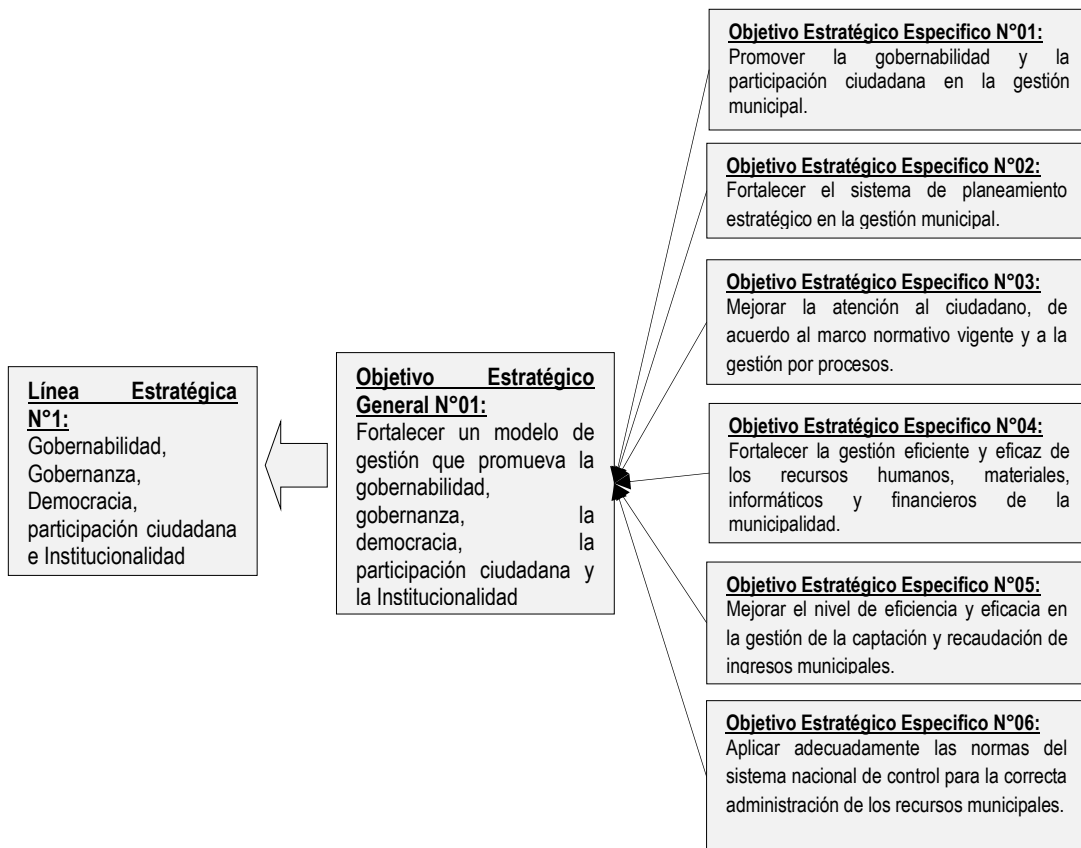 Línea Estratégica
N°1:
Gobernabilidad,
Gobernanza,
Democracia,
participación ciudadana
e Institucionalidad
Objetivo Estratégico
General N°01:
Fortalecer un modelo de
gestión que promueva la
gobernabilidad,
gobernanza, la
democracia, la
participación ciudadana y
la Institucionalidad
Objetivo Estratégico Especifico N°01:
Promover la gobernabilidad y la
participación ciudadana en la gestión
municipal.
Objetivo Estratégico Especifico N°02:
Fortalecer el sistema de planeamiento
estratégico en la gestión municipal.
Objetivo Estratégico Especifico N°03:
Mejorar la atención al ciudadano, de
acuerdo al marco normativo vigente y a la
gestión por procesos.
Objetivo Estratégico Especifico N°04:
Fortalecer la gestión eficiente y eficaz de
los recursos humanos, materiales,
informáticos y financieros de la
municipalidad.
Objetivo Estratégico Especifico N°05:
Mejorar el nivel de eficiencia y eficacia en
la gestión de la captación y recaudación de
ingresos municipales.
Objetivo Estratégico Especifico N°06:
Aplicar adecuadamente las normas del
sistema nacional de control para la correcta
administración de los recursos municipales.